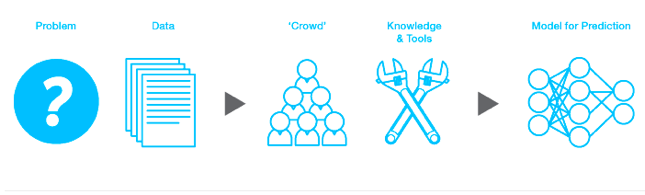 Problem
Data
‘Crowd’
Knowledge
& Tools
Model for Prediction
?